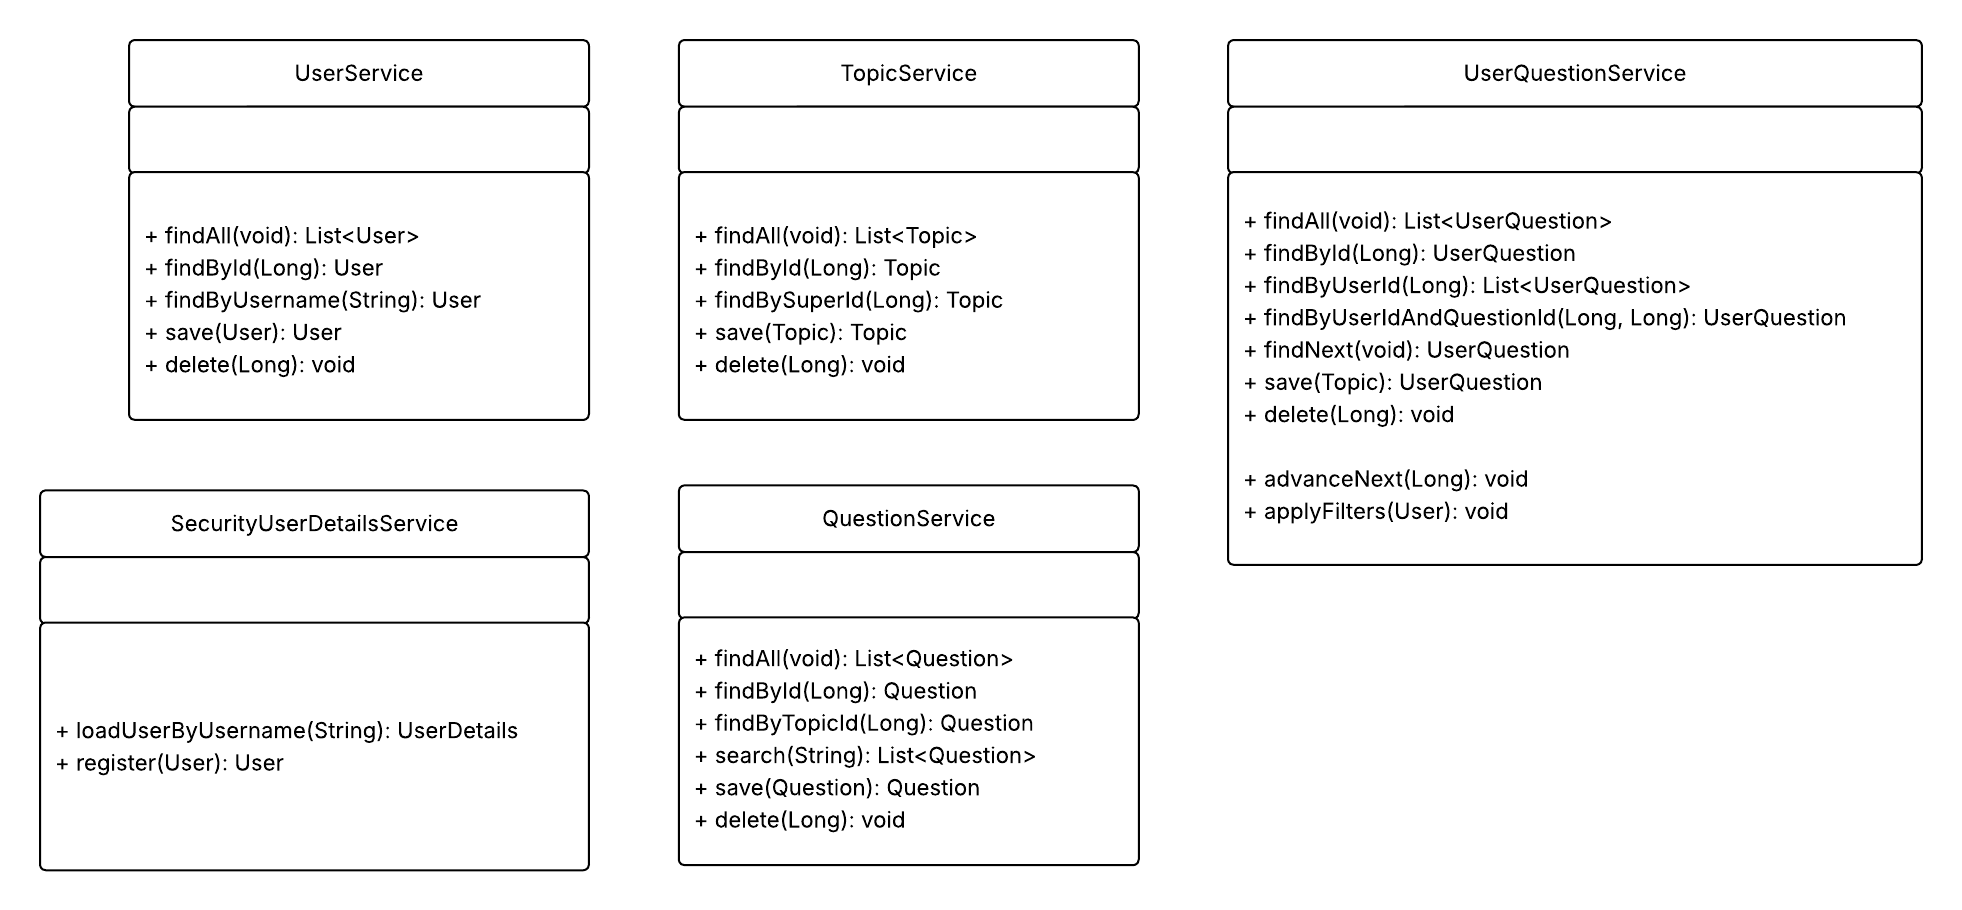 UserService
+ findAll(void): List<User>
+ findById(Long): User
+ findByUsername(String): User
+ save(User): User
+ delete(Long): void
TopicService
+ findAll(void): List<Topic>
+ findById(Long): Topic
+ findBySuperId(Long): Topic
+ save(Topic): Topic
+ delete(Long): void
UserQuestionService
+ findAll(void): List<UserQuestion>
+ findById(Long): UserQuestion
+ findByUserId(Long): List<UserQuestion>
+ findByUserIdAndQuestionId(Long, Long): UserQuestion
+ findNext(void): UserQuestion
+ save(Topic): UserQuestion
+ delete(Long): void
+ advanceNext(Long): void
+ applyFilters(User): void
SecurityUserDetailsService
+ loadUserByUsername(String): UserDetails
+ register(User): User
QuestionService
+ findAll(void): List<Question>
+ findById(Long): Question
+ findByTopicId(Long): Question
+ search(String): List<Question>
+ save(Question): Question
+ delete(Long): void